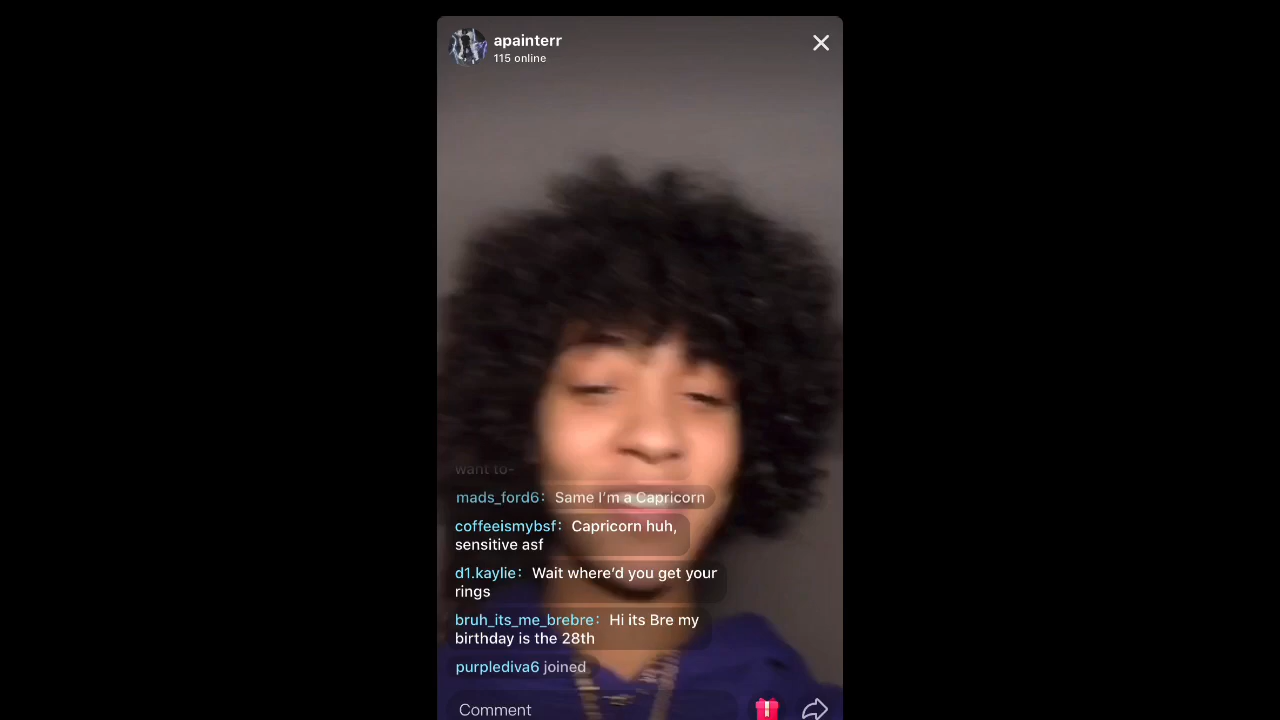 apainterr
115 online
want to-
mads_ford6: Same I'm a Capricorn
coffeeismybsf: Capricorn huh,
sensitive asf
d1.kaylie: Wait where'd you get your
rings
bruh_its_me_brebre: Hi its Bre my
birthday is the 28th
purplediva6 joined
Comment